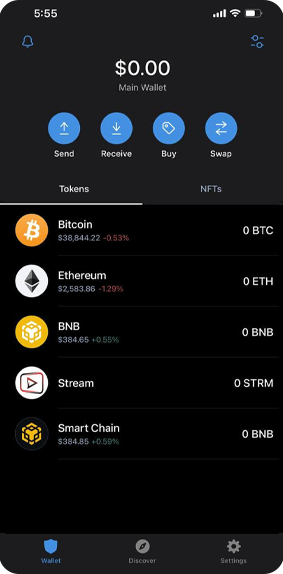 5:55
$0.00
Main Wallet
Send Receive Buy Swap
Tokens NFTs
Bitcoin
$38,844.22 -0.53%
0 BTC
Ethereum
$2,583.86 -1.29%
0 ETH
BNB
$384.65 +0.55%
0 BNB
Stream
0 STRM
Smart Chain
$384.85 +0.59%
0 BNB
Wallet Discover Settings